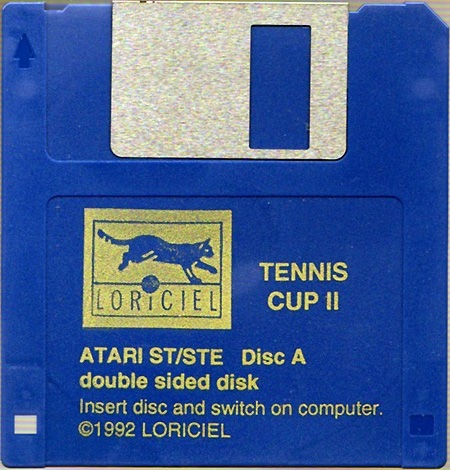 LORICIEL
TENNIS
CUP II
ATARI ST/STE Disc A
double sided disk
Insert disc and switch on computer.
©1992 LORICIEL